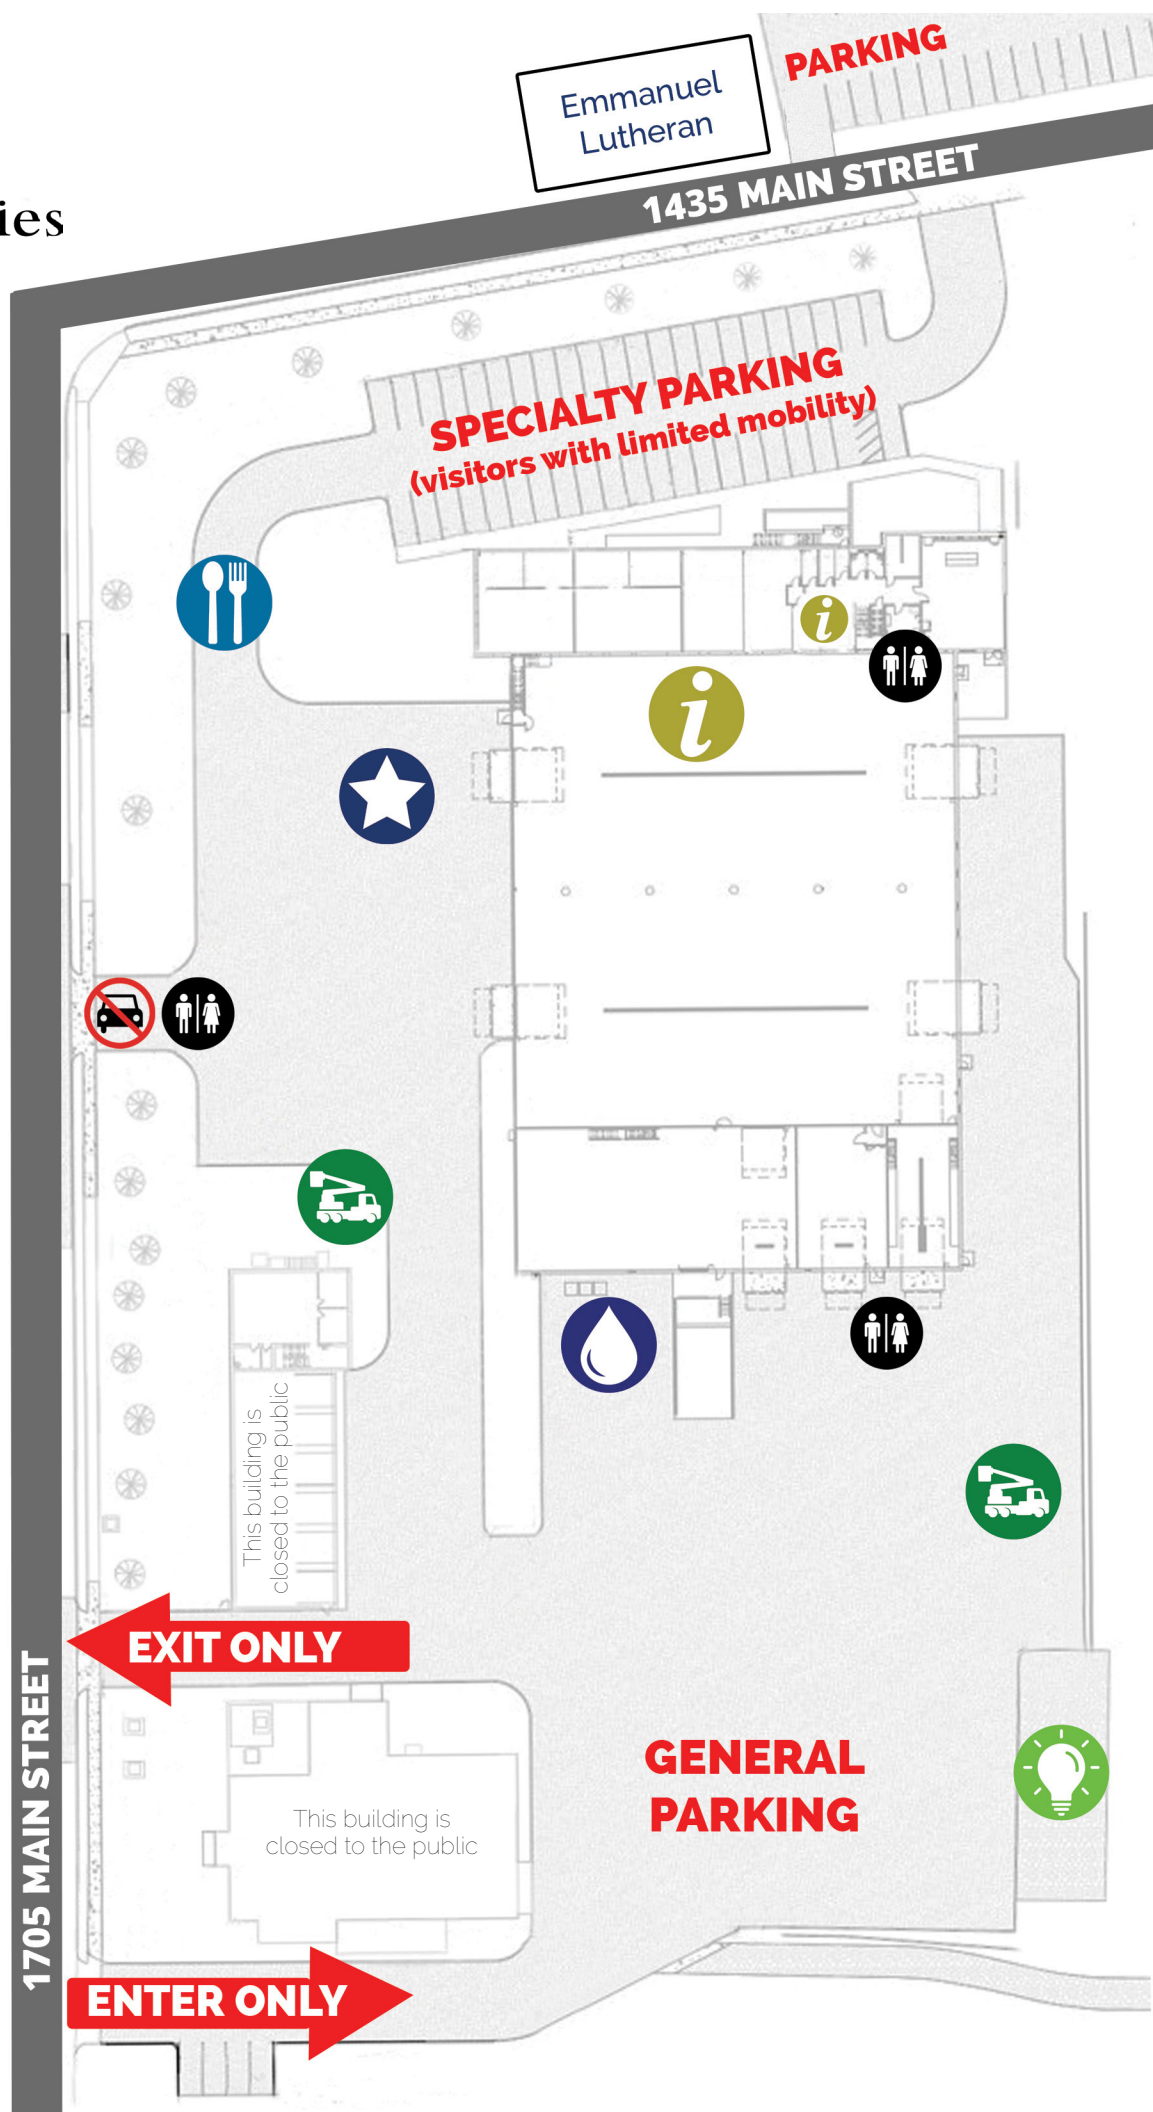 PARKING
Emmanuel
Lutheran
1435 MAIN STREET
ies
SPECIALTY PARKING
(visitors with limited mobility)
i
i
This building is
closed to the public
EXIT ONLY
1705 MAIN STREET
GENERAL
PARKING
This building is
closed to the public
ENTER ONLY